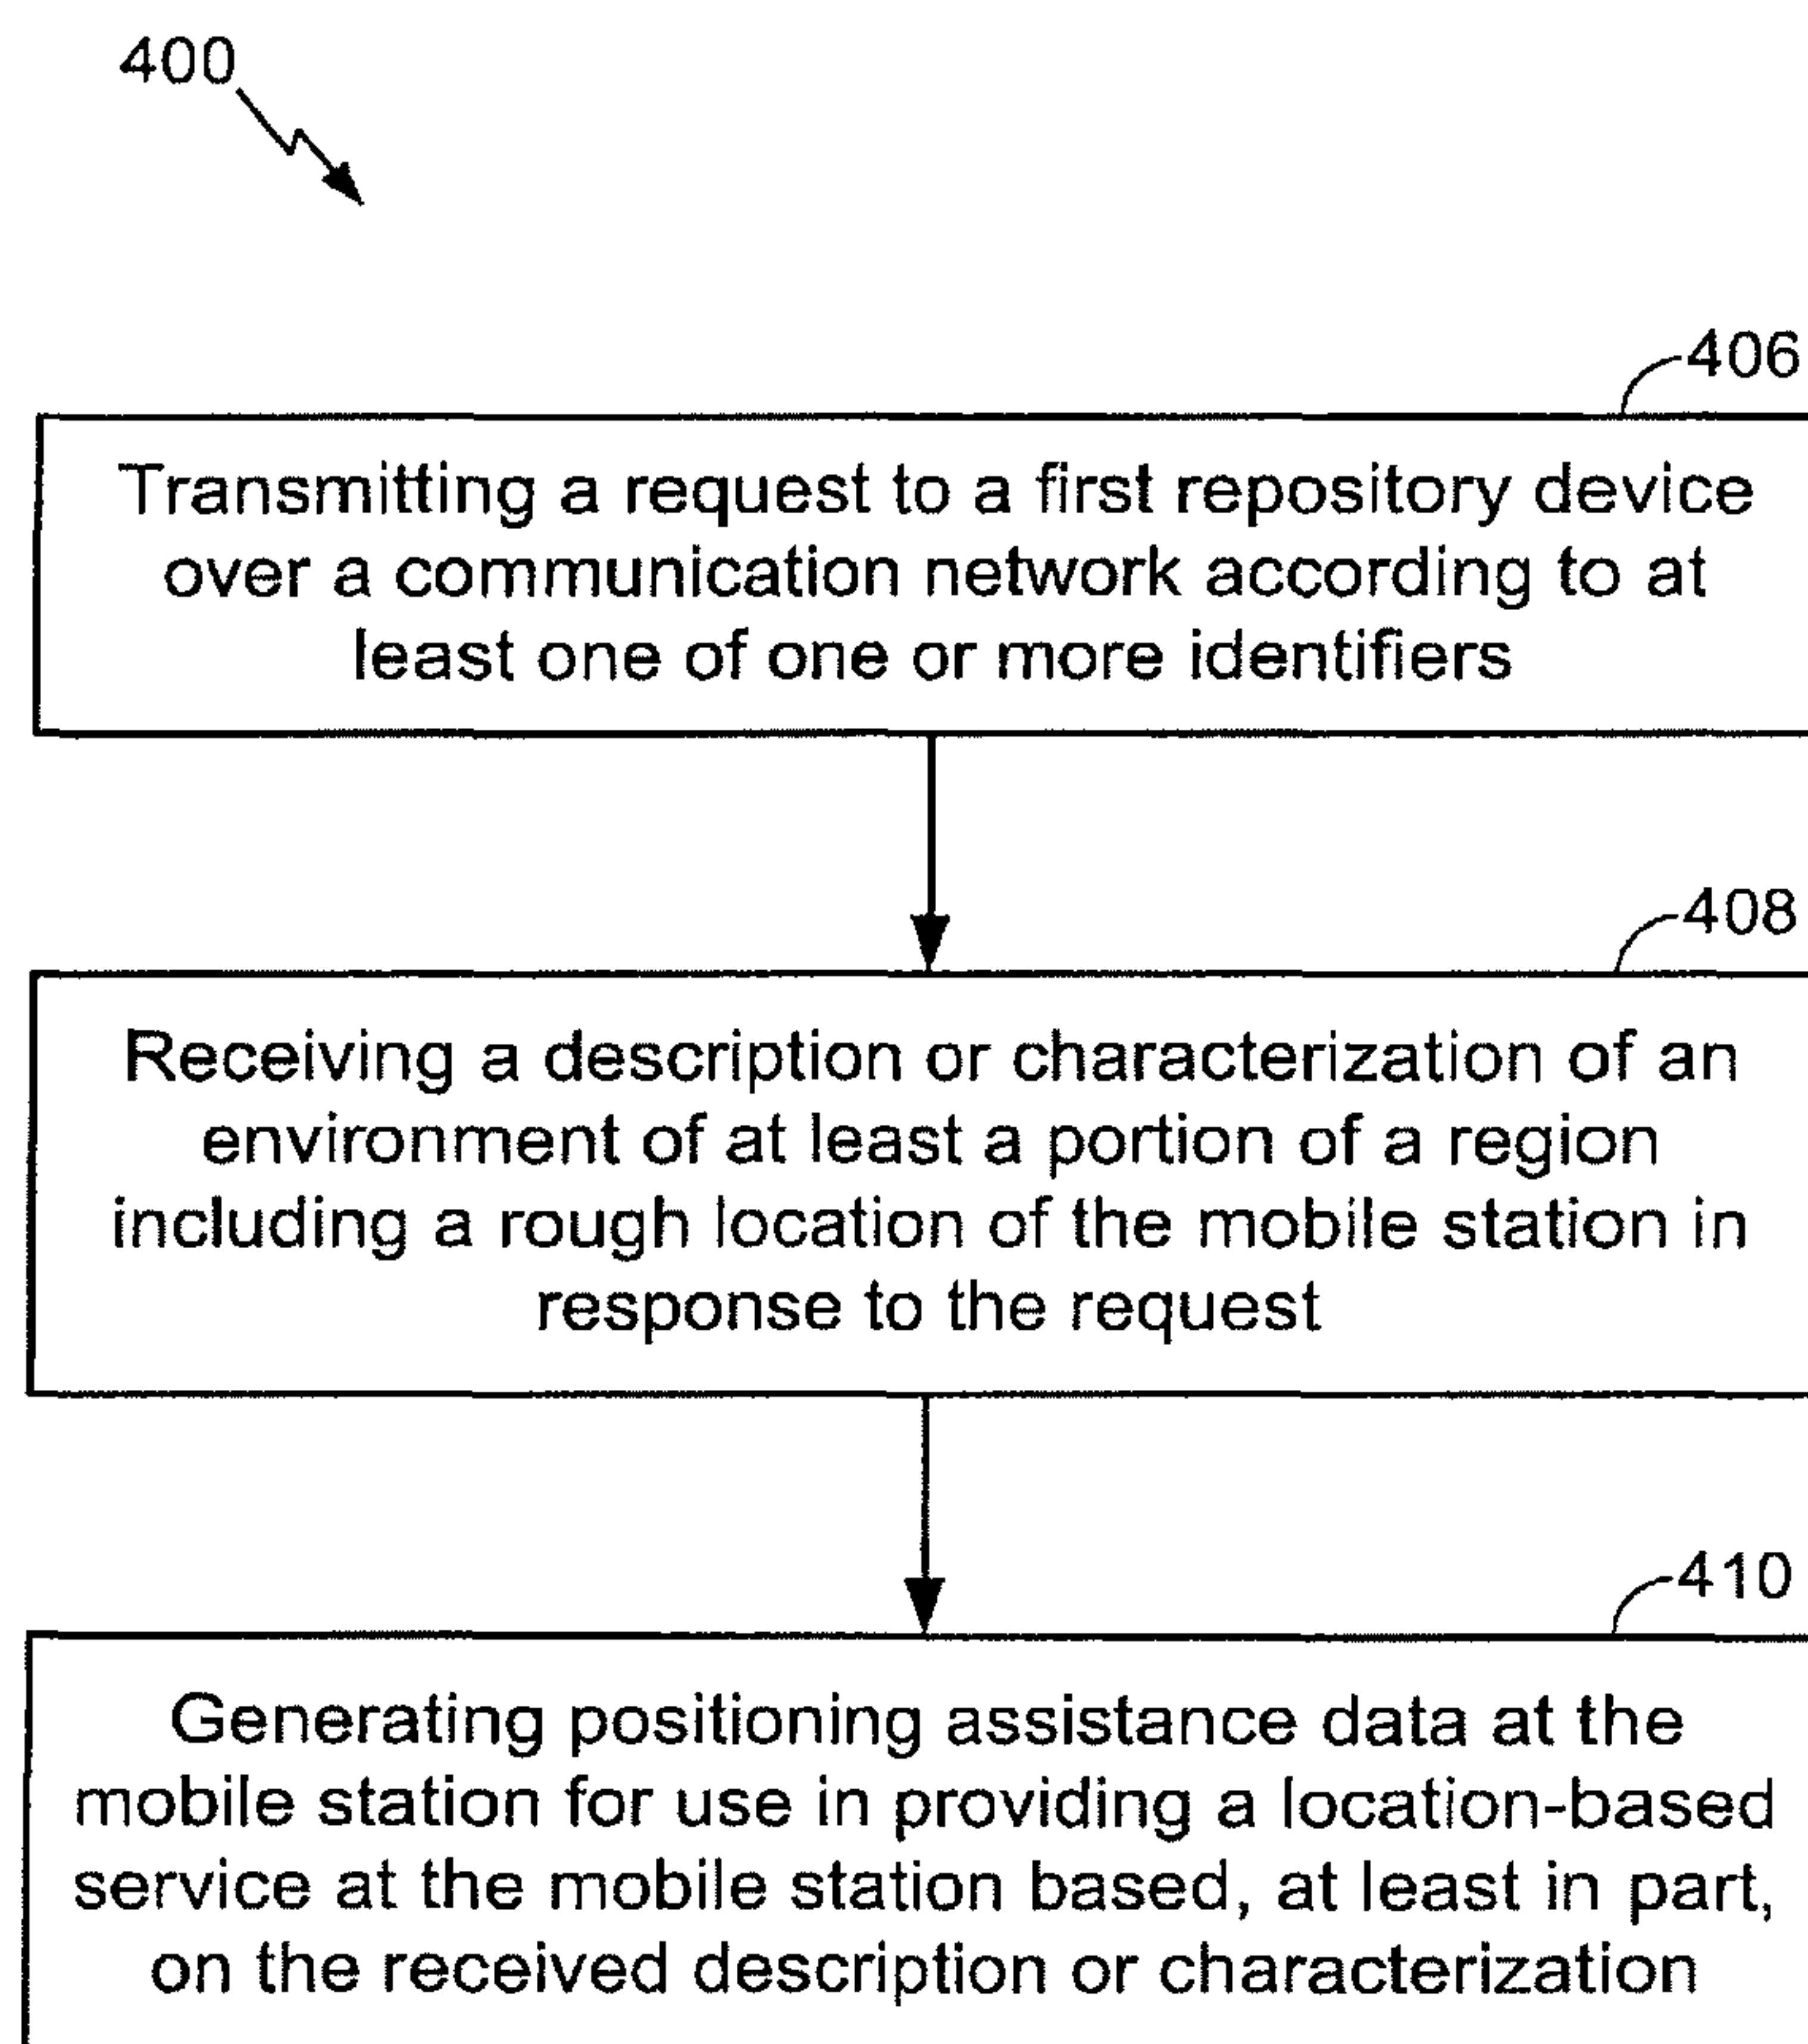 400
406
Transmitting a request to a first repository device
over a communication network according to at
least one of one or more identifiers
408
Receiving a description or characterization of an
environment of at least a portion of a region
including a rough location of the mobile station in
response to the request
410
Generating positioning assistance data at the
mobile station for use in providing a location-based
service at the mobile station based, at least in part,
on the received description or characterization